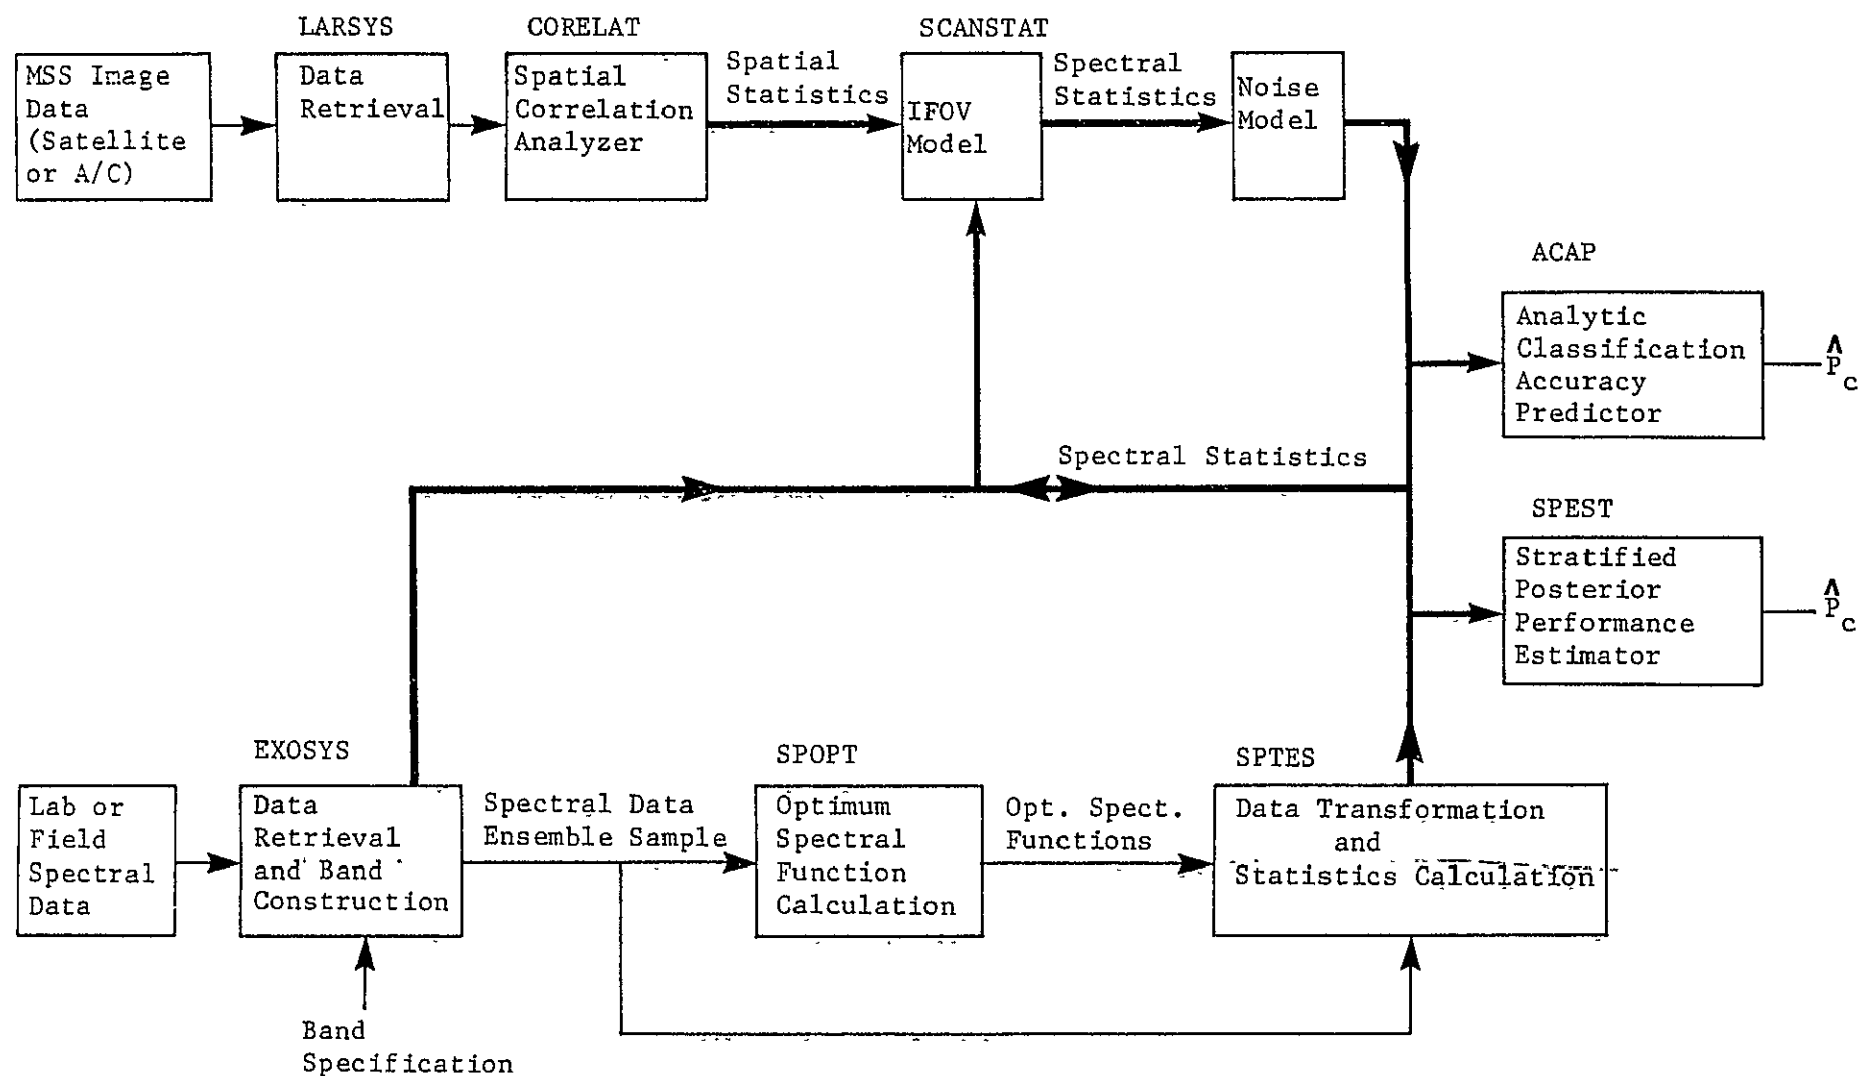 LARSYS
CORELAT
SCANSTAT
MSS Image
Data
(Satellite
or A/C)
Data
Retrieval
Spatial
Correlation
Analyzer
Spatial
Statistics
IFOV
Model
Spectral
Statistics
Noise
Model
ACAP
Analytic
Classification
Accuracy
Predictor
P̂c
Spectral Statistics
SPEST
Stratified
Posterior
Performance
Estimator
P̂c
EXOSYS
SPOPT
SPTES
Lab or
Field
Spectral
Data
Data
Retrieval
and Band
Construction
Spectral Data
Ensemble Sample
Optimum
Spectral
Function
Calculation
Opt. Spect.
Functions
Data Transformation
and
Statistics Calculation
Band
Specification